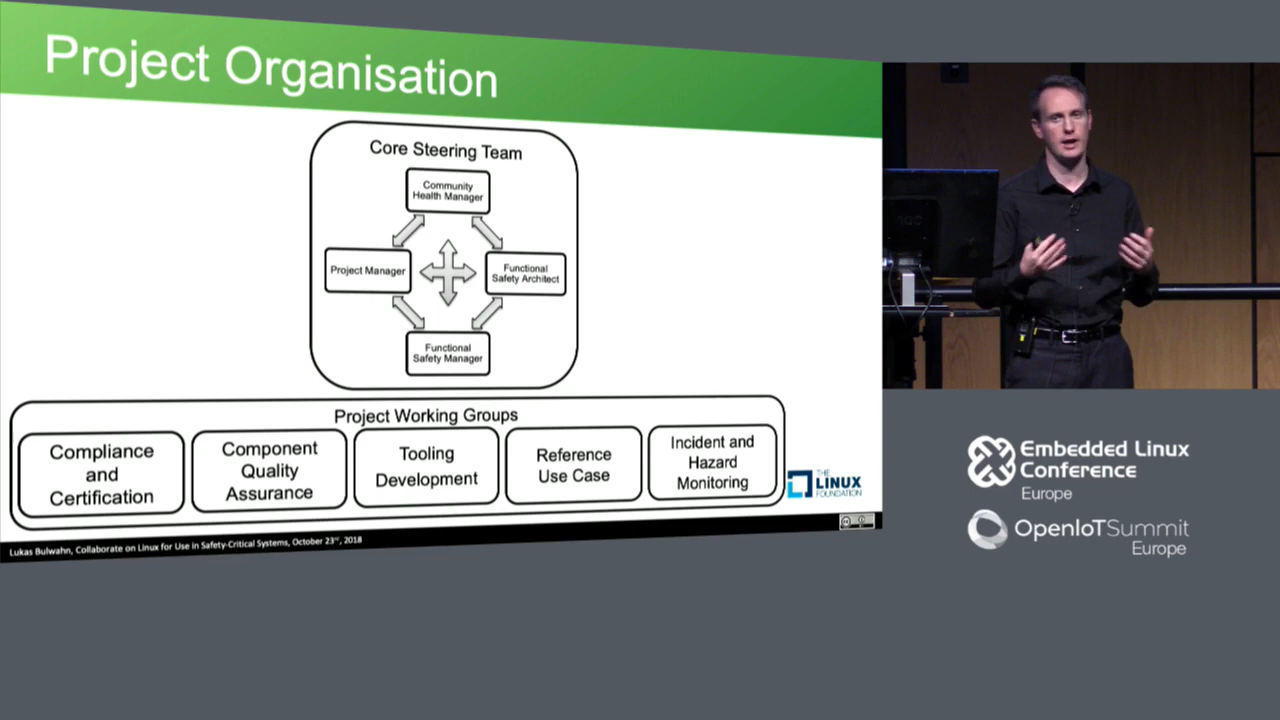 Project Organisation
Core Steering Team
Community
Health Manager
Project Manager
Functional
Safety Architect
Functional
Safety Manager
Project Working Groups
Compliance
and
Certification
Component
Quality
Assurance
Tooling
Development
Reference
Use Case
Incident and
Hazard
Monitoring
THE
LINUX
FOUNDATION
Lukas Bulwahn, Collaborate on Linux for Use in Safety-Critical Systems, October 23rd, 2018
Embedded Linux
Conference
Europe
OpenIoTSummit
Europe